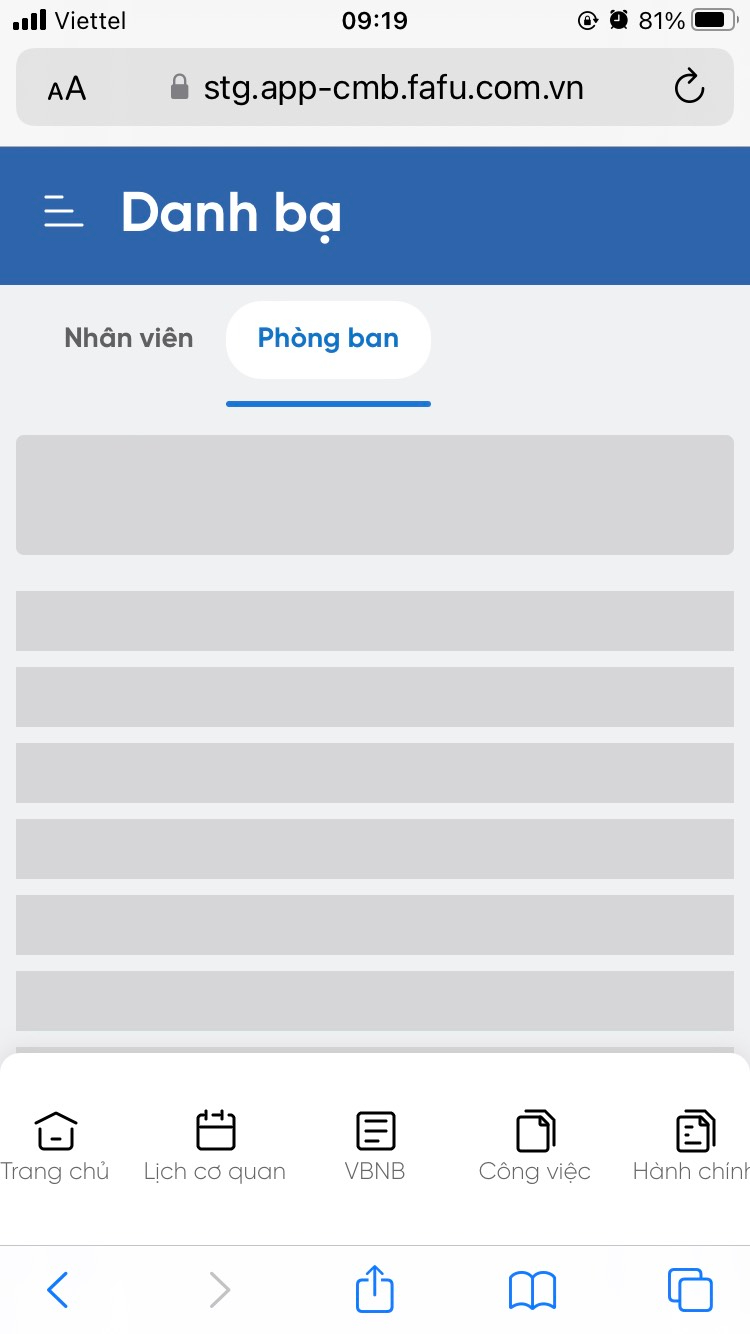 Viettel 09:19 81%
AA stg.app-cmb.fafu.com.vn
Danh bạ
Nhân viên Phòng ban
Trang chủ Lịch cơ quan VBNB Công việc Hành chính